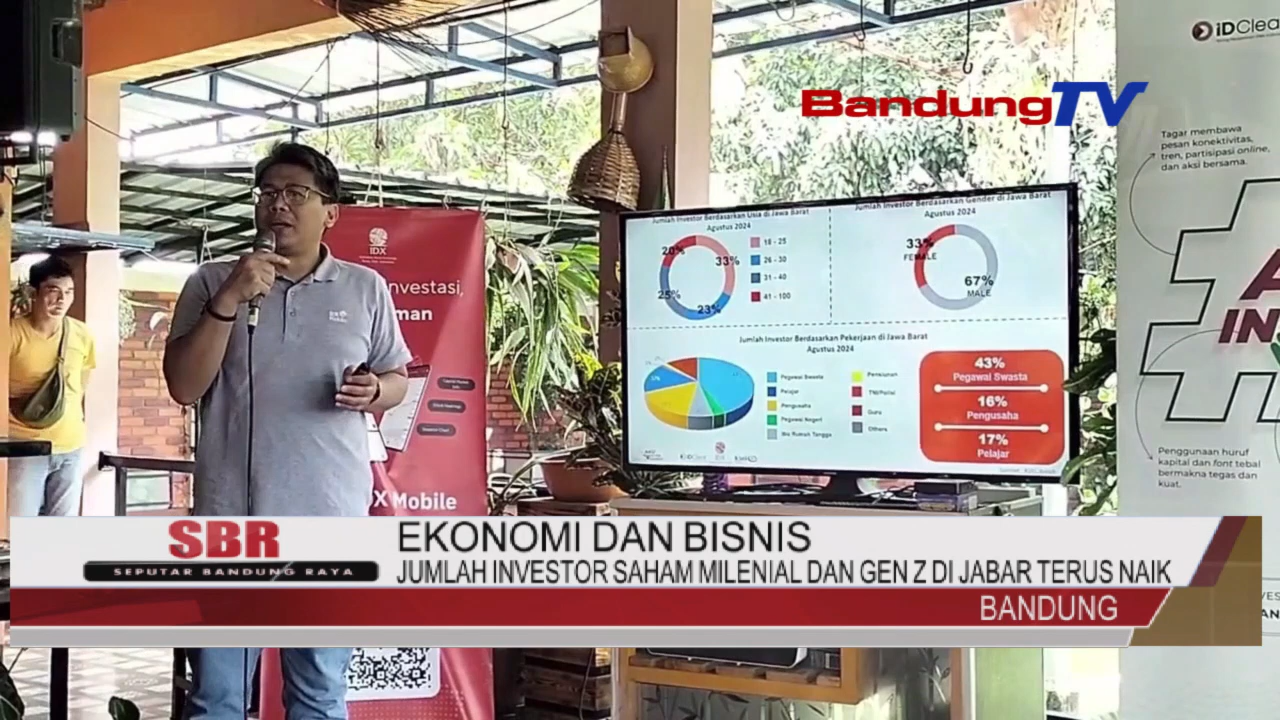 iDClea
BandungTV
Tagar membawa
pesan konektivitas,
tren, partisipasi online,
dan aksi bersama.
Jumlah Investor Berdasarkan Usia di Jawa Barat
Agustus 2024
20%
33%
25%
23%
18 - 25
26 - 30
31 - 40
41 - 100
Jumlah Investor Berdasarkan Gender di Jawa Barat
Agustus 2024
33%
FEMALE
67%
MALE
IDX
nvestasi,
man
Jumlah Investor Berdasarkan Pekerjaan di Jawa Barat
Agustus 2024
Pegawai Swasta
Pelajar
Pengusaha
Pegawai Negeri
Ibu Rumah Tangga
Pensiunan
TNI/Polisi
Guru
Others
43%
Pegawai Swasta
16%
Pengusaha
17%
Pelajar
A
IN
Penggunaan huruf
kapital dan font tebal
bermakna tegas dan
kuat.
X Mobile
SBR
SEPUTAR BANDUNG RAYA
EKONOMI DAN BISNIS
JUMLAH INVESTOR SAHAM MILENIAL DAN GEN Z DI JABAR TERUS NAIK
BANDUNG